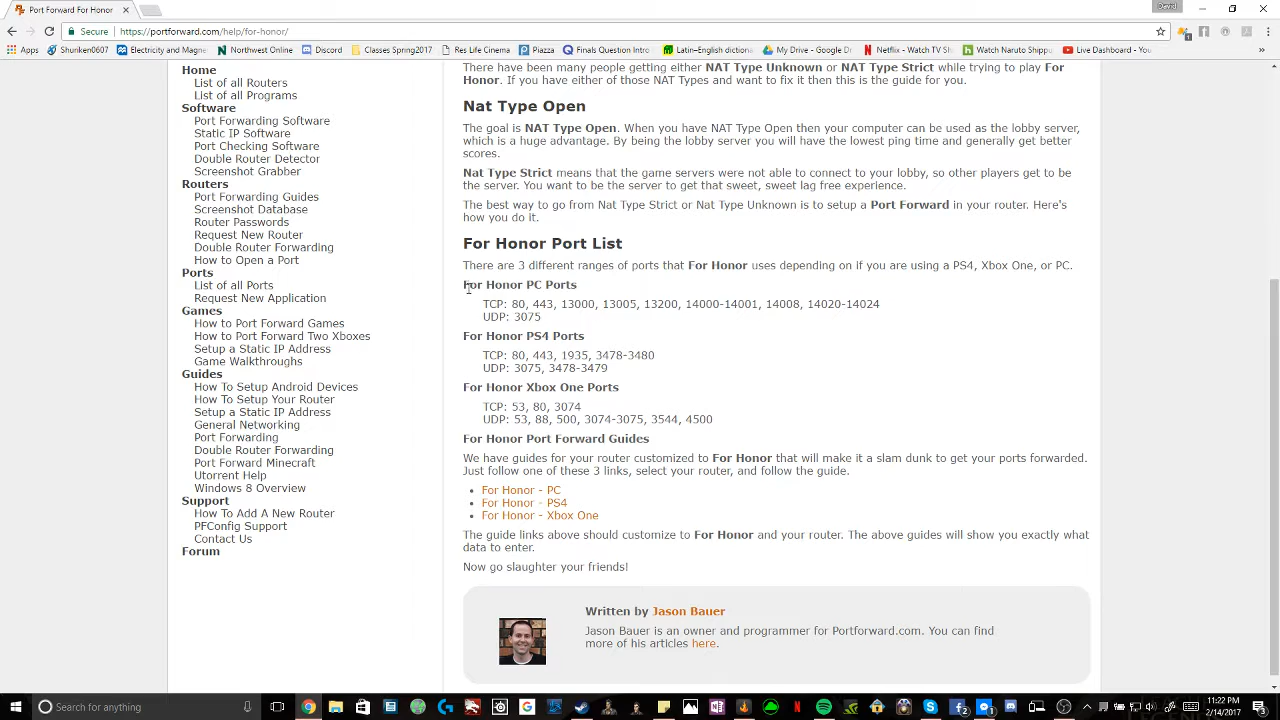 Port Forward For Honor
David
Secure
https://portforward.com/help/for-honor/
Apps
Shuriken0607
Electricity and Magne
Northwest Online
Discord
Classes Spring2017
Res Life Cinema
Piazza
Finals Question Intro
Latin–English dictiona
My Drive - Google Dr
Netflix - Watch TV Sh
Watch Naruto Shippu
Live Dashboard - You
Home
List of all Routers
List of all Programs
Software
Port Forwarding Software
Static IP Software
Port Checking Software
Double Router Detector
Screenshot Grabber
Routers
Port Forwarding Guides
Screenshot Database
Router Passwords
Request New Router
Double Router Forwarding
How to Open a Port
Ports
List of all Ports
Request New Application
Games
How to Port Forward Games
How to Port Forward Two Xboxes
Setup a Static IP Address
Game Walkthroughs
Guides
How To Setup Android Devices
How To Setup Your Router
Setup a Static IP Address
General Networking
Port Forwarding
Double Router Forwarding
Port Forward Minecraft
Utorrent Help
Windows 8 Overview
Support
How To Add A New Router
PFConfig Support
Contact Us
Forum
There have been many people getting either NAT Type Unknown or NAT Type Strict while trying to play For
Honor. If you have either of those NAT Types and want to fix it then this is the guide for you.
Nat Type Open
The goal is NAT Type Open. When you have NAT Type Open then your computer can be used as the lobby server,
which is a huge advantage. By being the lobby server you will have the lowest ping time and generally get better
scores.
Nat Type Strict means that the game servers were not able to connect to your lobby, so other players get to be
the server. You want to be the server to get that sweet, sweet lag free experience.
The best way to go from Nat Type Strict or Nat Type Unknown is to setup a Port Forward in your router. Here's
how you do it.
For Honor Port List
There are 3 different ranges of ports that For Honor uses depending on if you are using a PS4, Xbox One, or PC.
For Honor PC Ports
TCP: 80, 443, 13000, 13005, 13200, 14000-14001, 14008, 14020-14024
UDP: 3075
For Honor PS4 Ports
TCP: 80, 443, 1935, 3478-3480
UDP: 3075, 3478-3479
For Honor Xbox One Ports
TCP: 53, 80, 3074
UDP: 53, 88, 500, 3074-3075, 3544, 4500
For Honor Port Forward Guides
We have guides for your router customized to For Honor that will make it a slam dunk to get your ports forwarded.
Just follow one of these 3 links, select your router, and follow the guide.
• For Honor - PC
• For Honor - PS4
• For Honor - Xbox One
The guide links above should customize to For Honor and your router. The above guides will show you exactly what
data to enter.
Now go slaughter your friends!
Written by Jason Bauer
Jason Bauer is an owner and programmer for Portforward.com. You can find
more of his articles here.
Search for anything
11:22 PM
2/14/2017